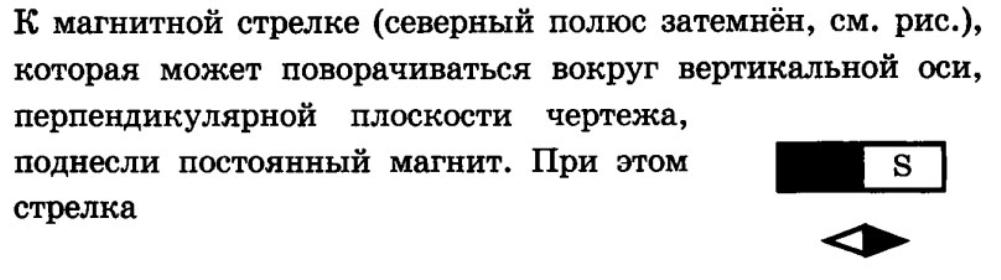 К магнитной стрелке (северный полюс затемнён, см. рис.),
которая может поворачиваться вокруг вертикальной оси,
перпендикулярной плоскости чертежа,
поднесли постоянный магнит. При этом
стрелка
S